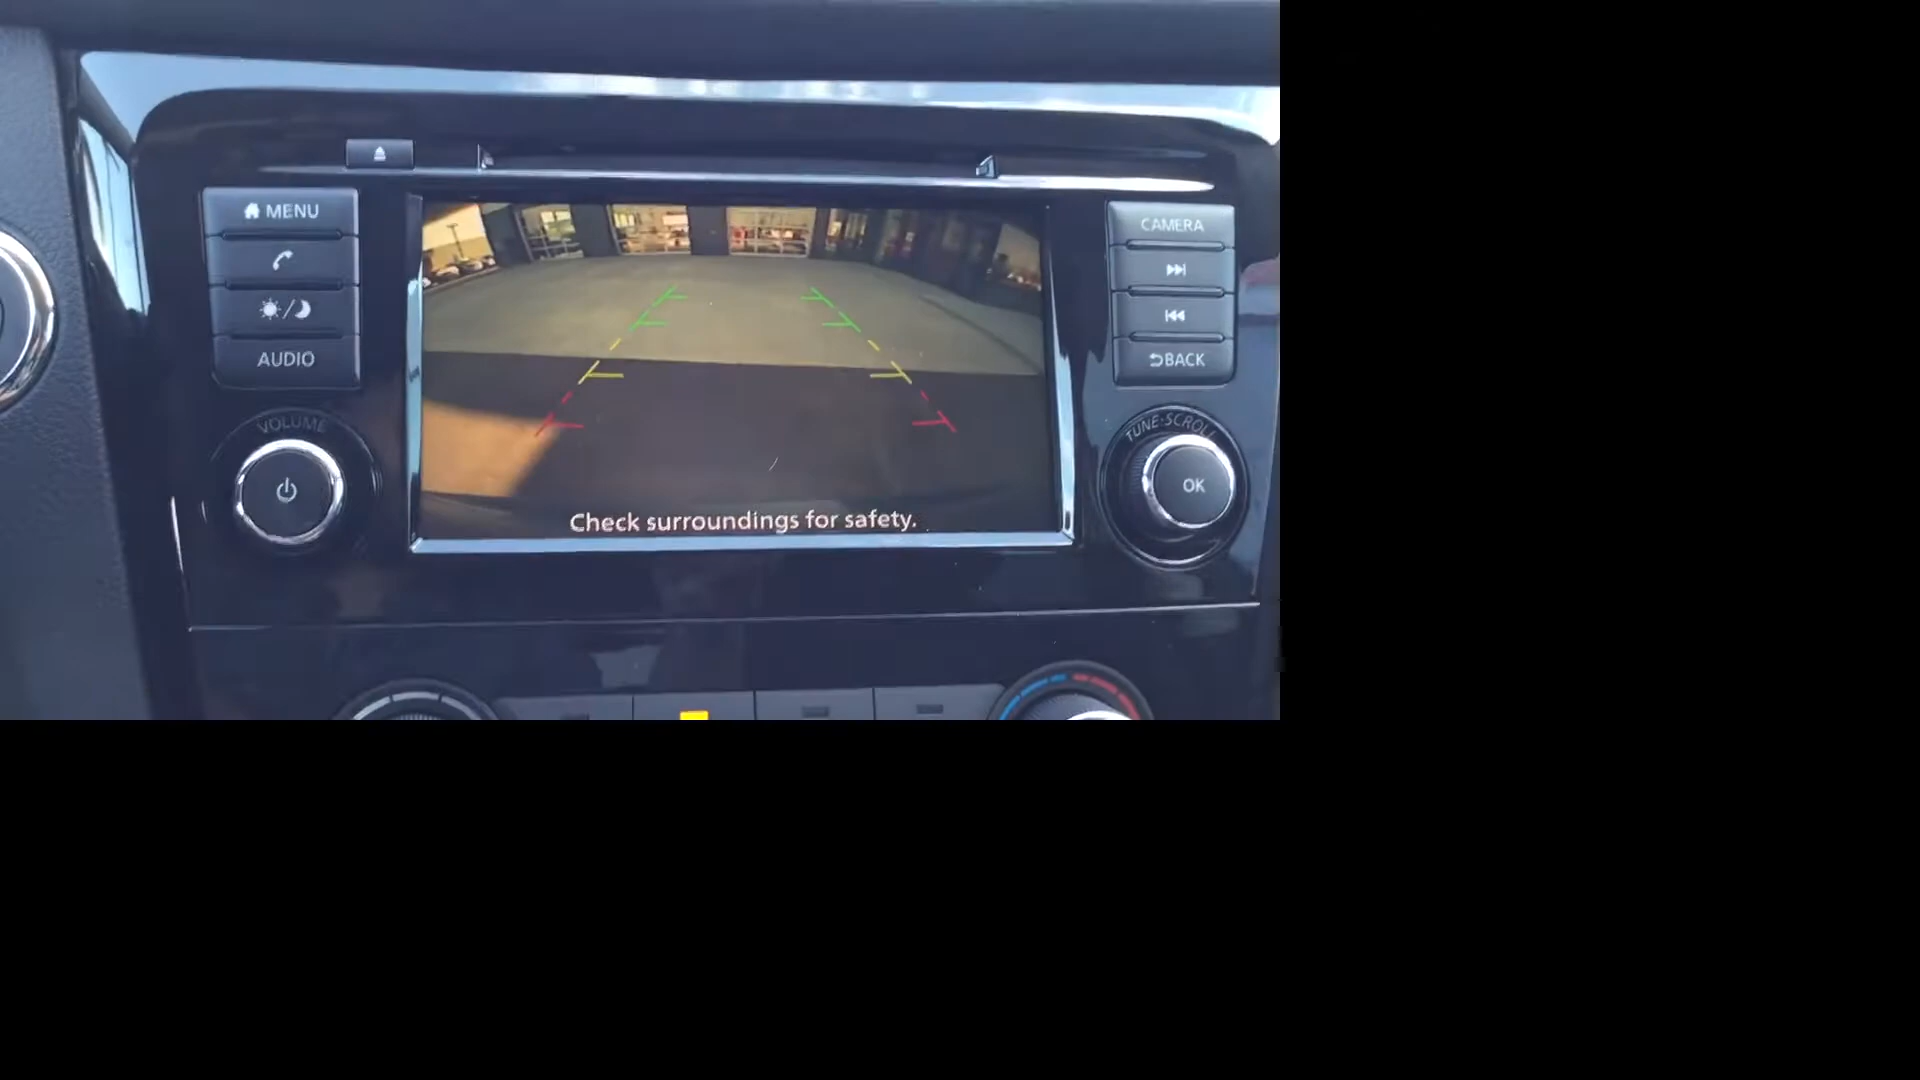 MENU
AUDIO
VOLUME
CAMERA
BACK
TUNE·SCROLL
OK
Check surroundings for safety.